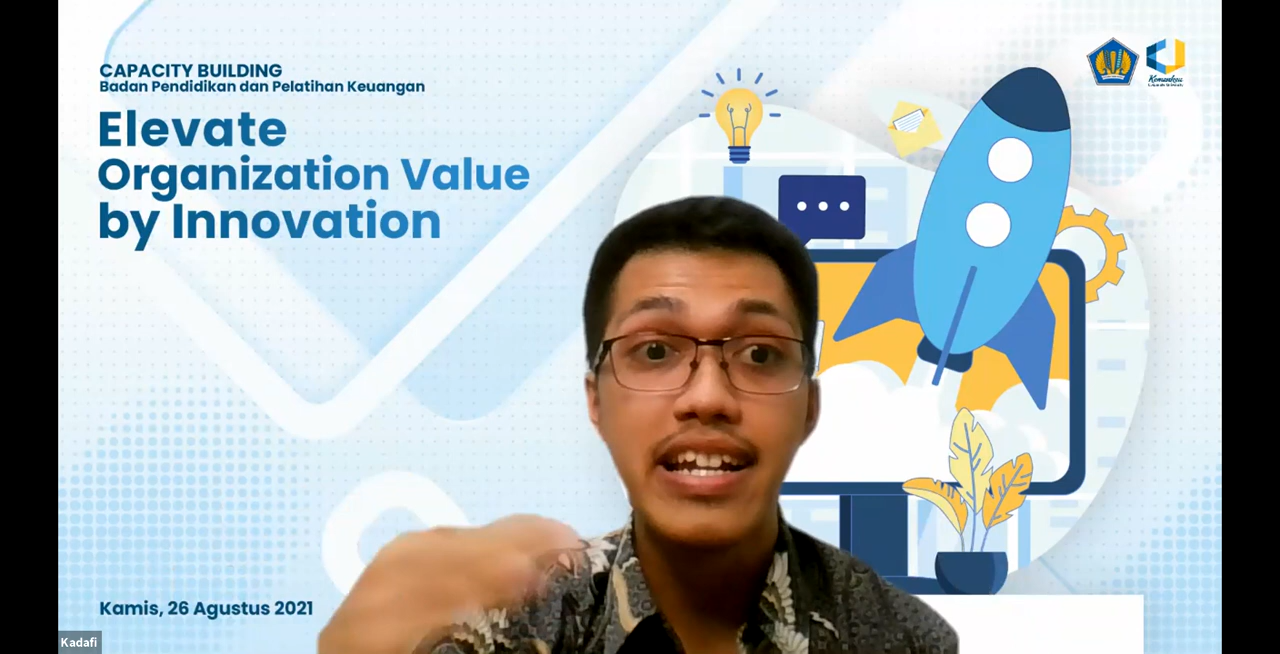 CAPACITY BUILDING
Badan Pendidikan dan Pelatihan Keuangan
Elevate
Organization Value
by Innovation
Kamis, 26 Agustus 2021
Kadafi